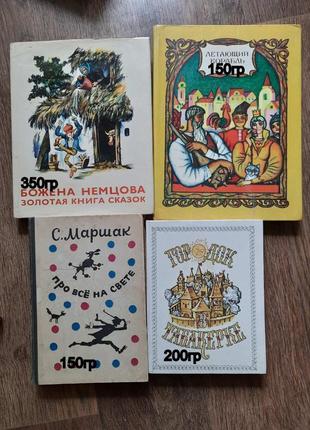 350гр
БОЖЕНА НЕМЦОВА
ЗОЛОТАЯ КНИГА СКАЗОК
ЛЕТАЮЩИЙ
КОРАБЛЬ
150гр
С. Маршак
ПРО ВСЁ НА СВЕТЕ
150гр
ГОРОДОК
В ТАБАКЕРКЕ
200гр